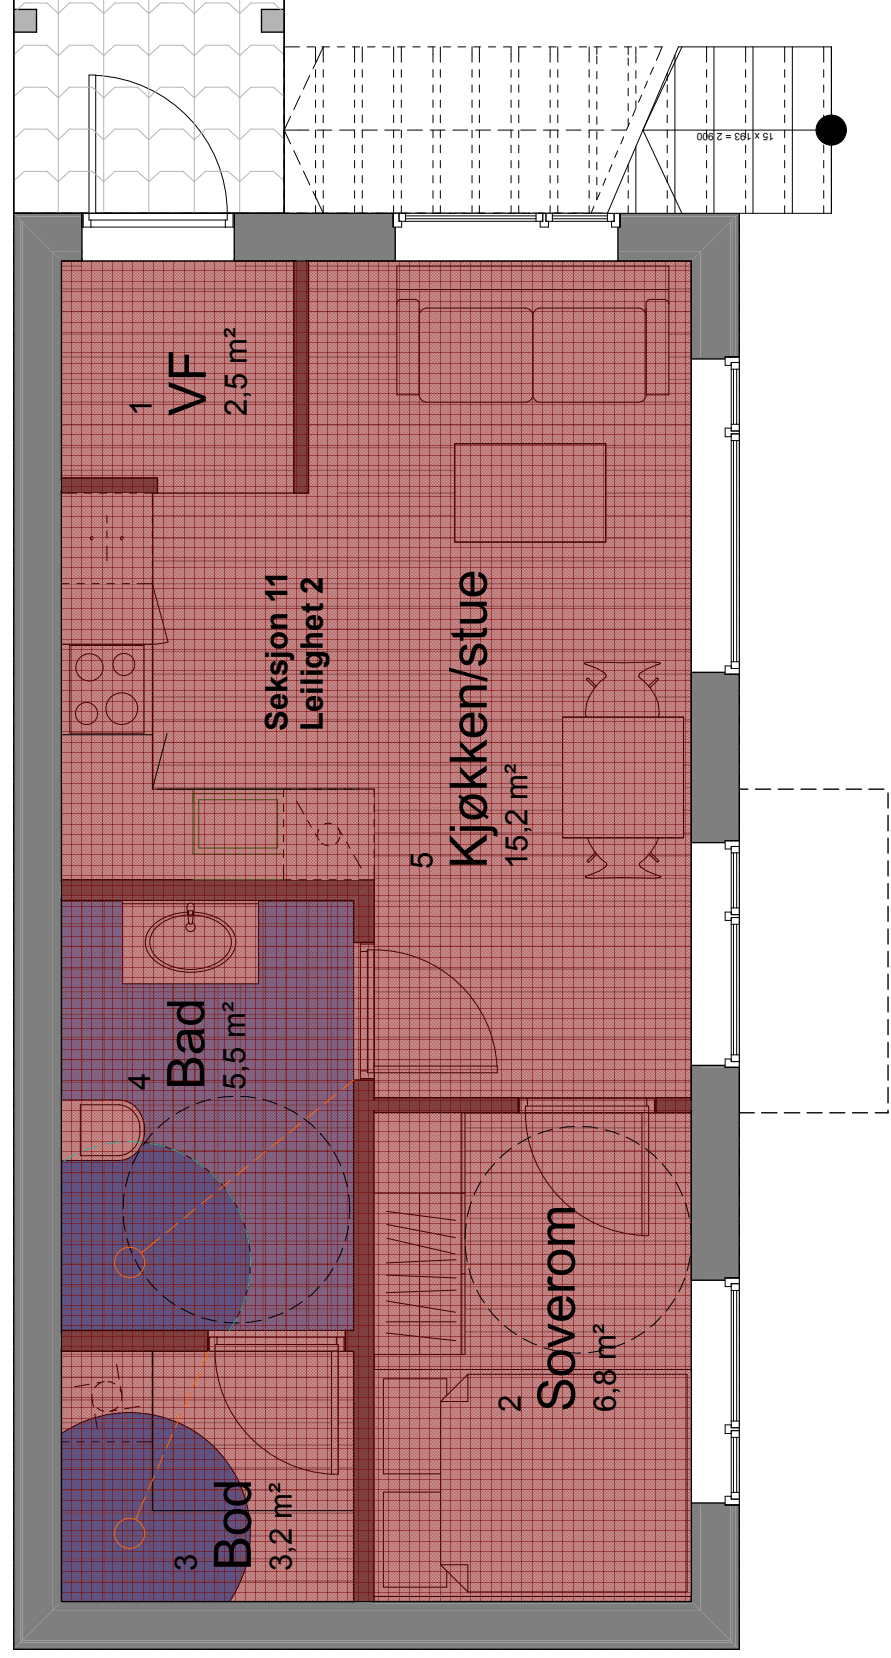 15 x 193 = 2 900
1
VF
2,5 m²
Seksjon 11
Leilighet 2
5
Kjøkken/stue
15,2 m²
4
Bad
5,5 m²
2
Soverom
6,8 m²
3
Bod
3,2 m²